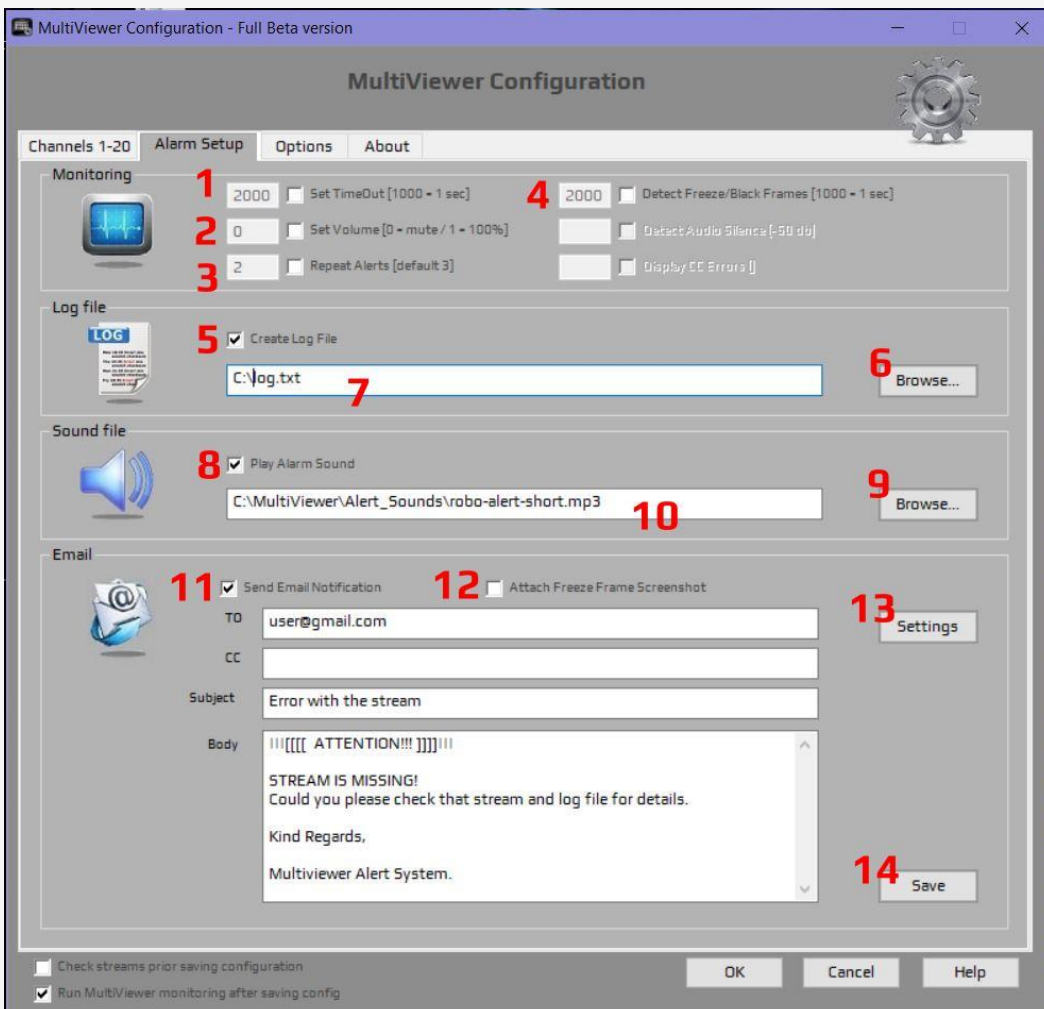 MultiViewer Configuration - Full Beta version
MultiViewer Configuration
Channels 1-20 Alarm Setup Options About
Monitoring
1 2000 Set TimeOut [1000 = 1 sec] 4 2000 Detect Freeze/Black Frames [1000 = 1 sec]
2 0 Set Volume [0 = mute / 1 = 100%] Detect Audio Silence [-50 db]
3 2 Repeat Alerts [default 3] Display CC Errors []
Log file
LOG
5 Create Log File
C:\log.txt 7
6 Browse...
Sound file
8 Play Alarm Sound
C:\MultiViewer\Alert_Sounds\robo-alert-short.mp3 10
9 Browse...
Email
11 Send Email Notification 12 Attach Freeze Frame Screenshot
13 Settings
TO user@gmail.com
CC
Subject Error with the stream
Body |||[[[[ ATTENTION!!! ]]]]|||
STREAM IS MISSING!
Could you please check that stream and log file for details.
Kind Regards,
Multiviewer Alert System.
14 Save
Check streams prior saving configuration
Run MultiViewer monitoring after saving config
OK Cancel Help